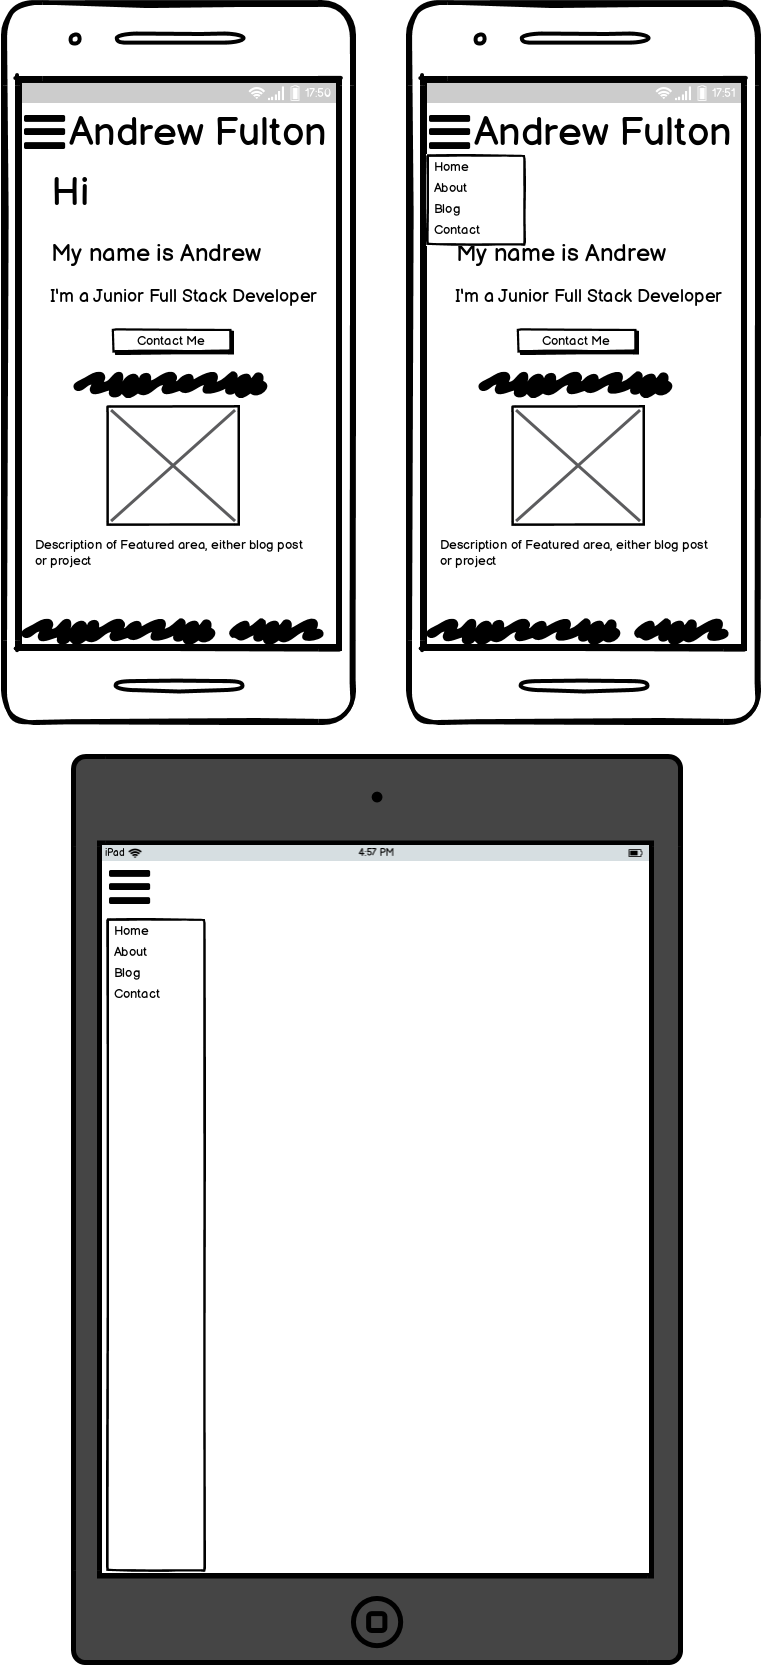 17:50
Andrew Fulton
Hi
My name is Andrew
I'm a Junior Full Stack Developer
Contact Me
Description of Featured area, either blog post
or project
17:51
Andrew Fulton
Home
About
Blog
Contact
My name is Andrew
I'm a Junior Full Stack Developer
Contact Me
Description of Featured area, either blog post
or project
iPad
4:57 PM
Home
About
Blog
Contact